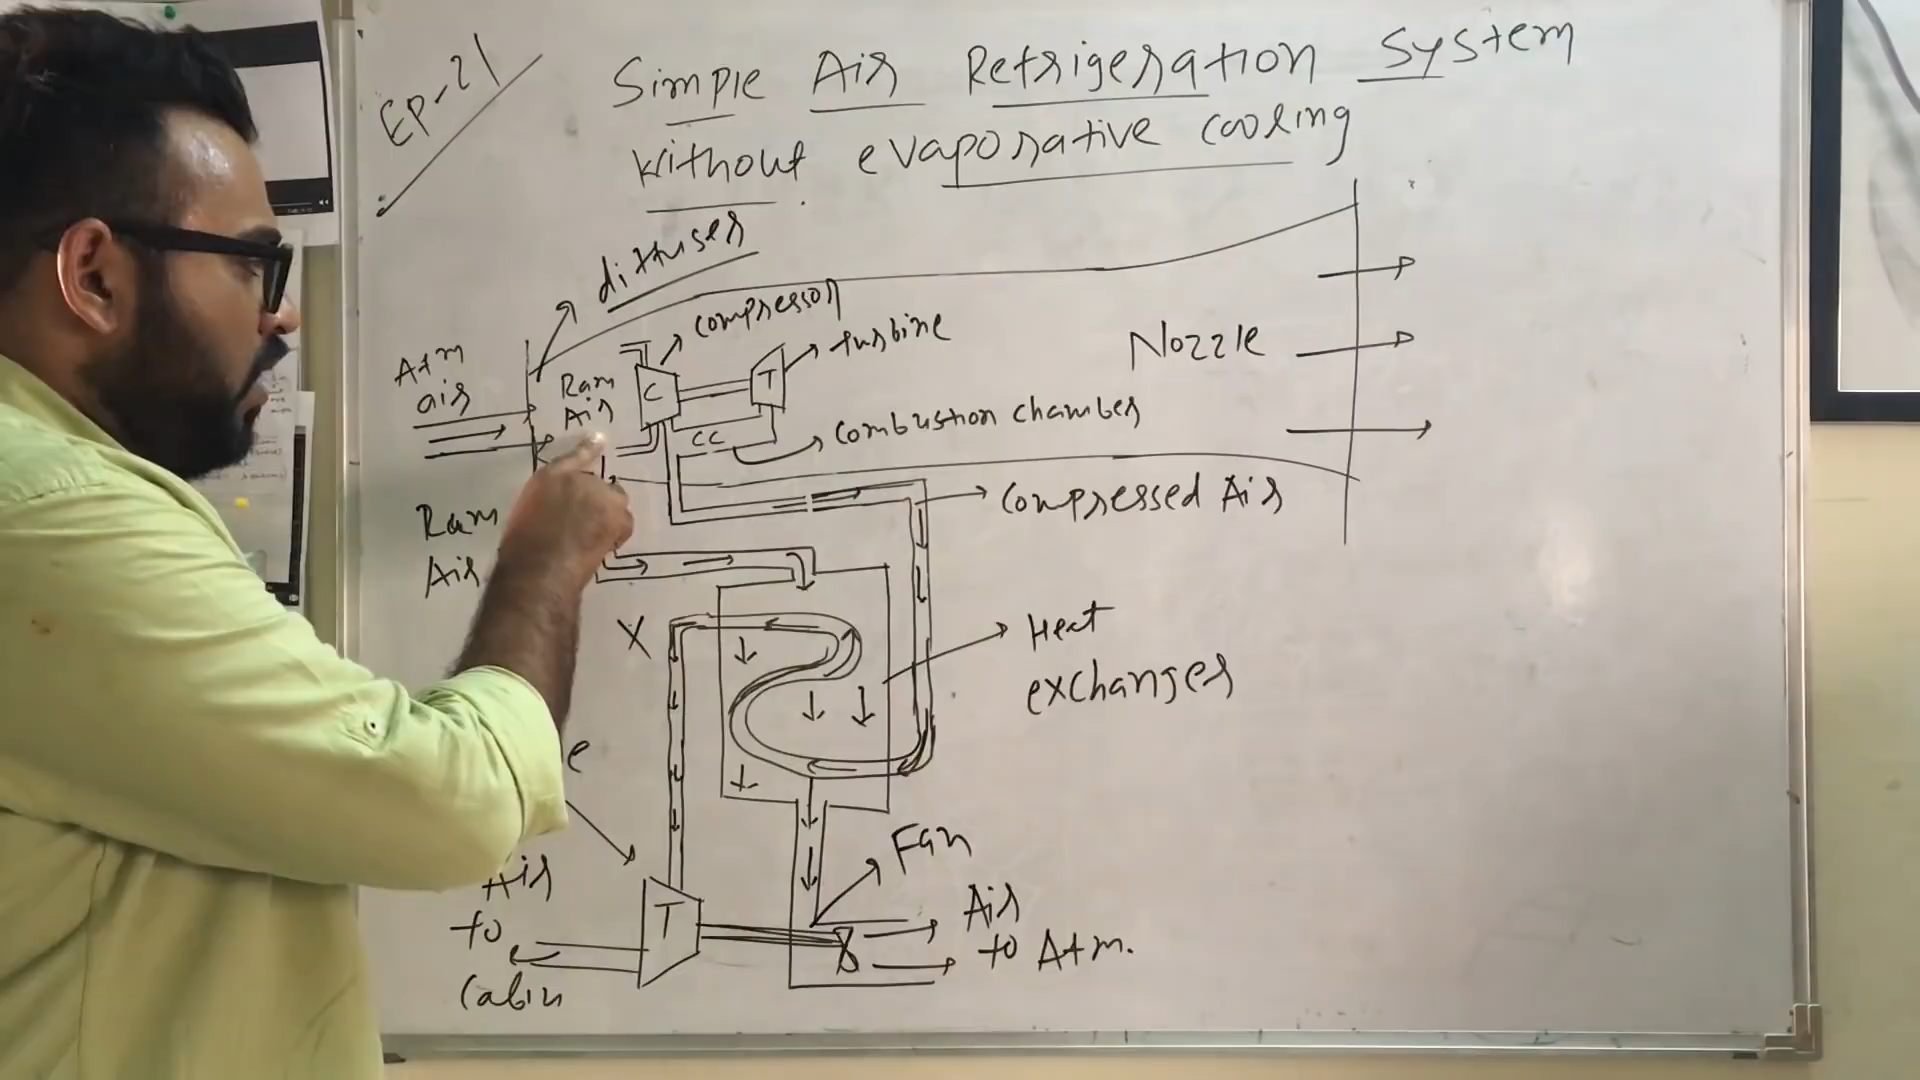 EP-21
Simple Air Refrigeration System
without evaporative cooling
diffuser
compressor
turbine
Atm
air
Ram
Air
C
T
CC
Combustion chamber
Nozzle
Compressed Air
Ram
Air
X
Heat
exchanger
e
Fan
Air
to
Cabin
T
Air
to Atm.